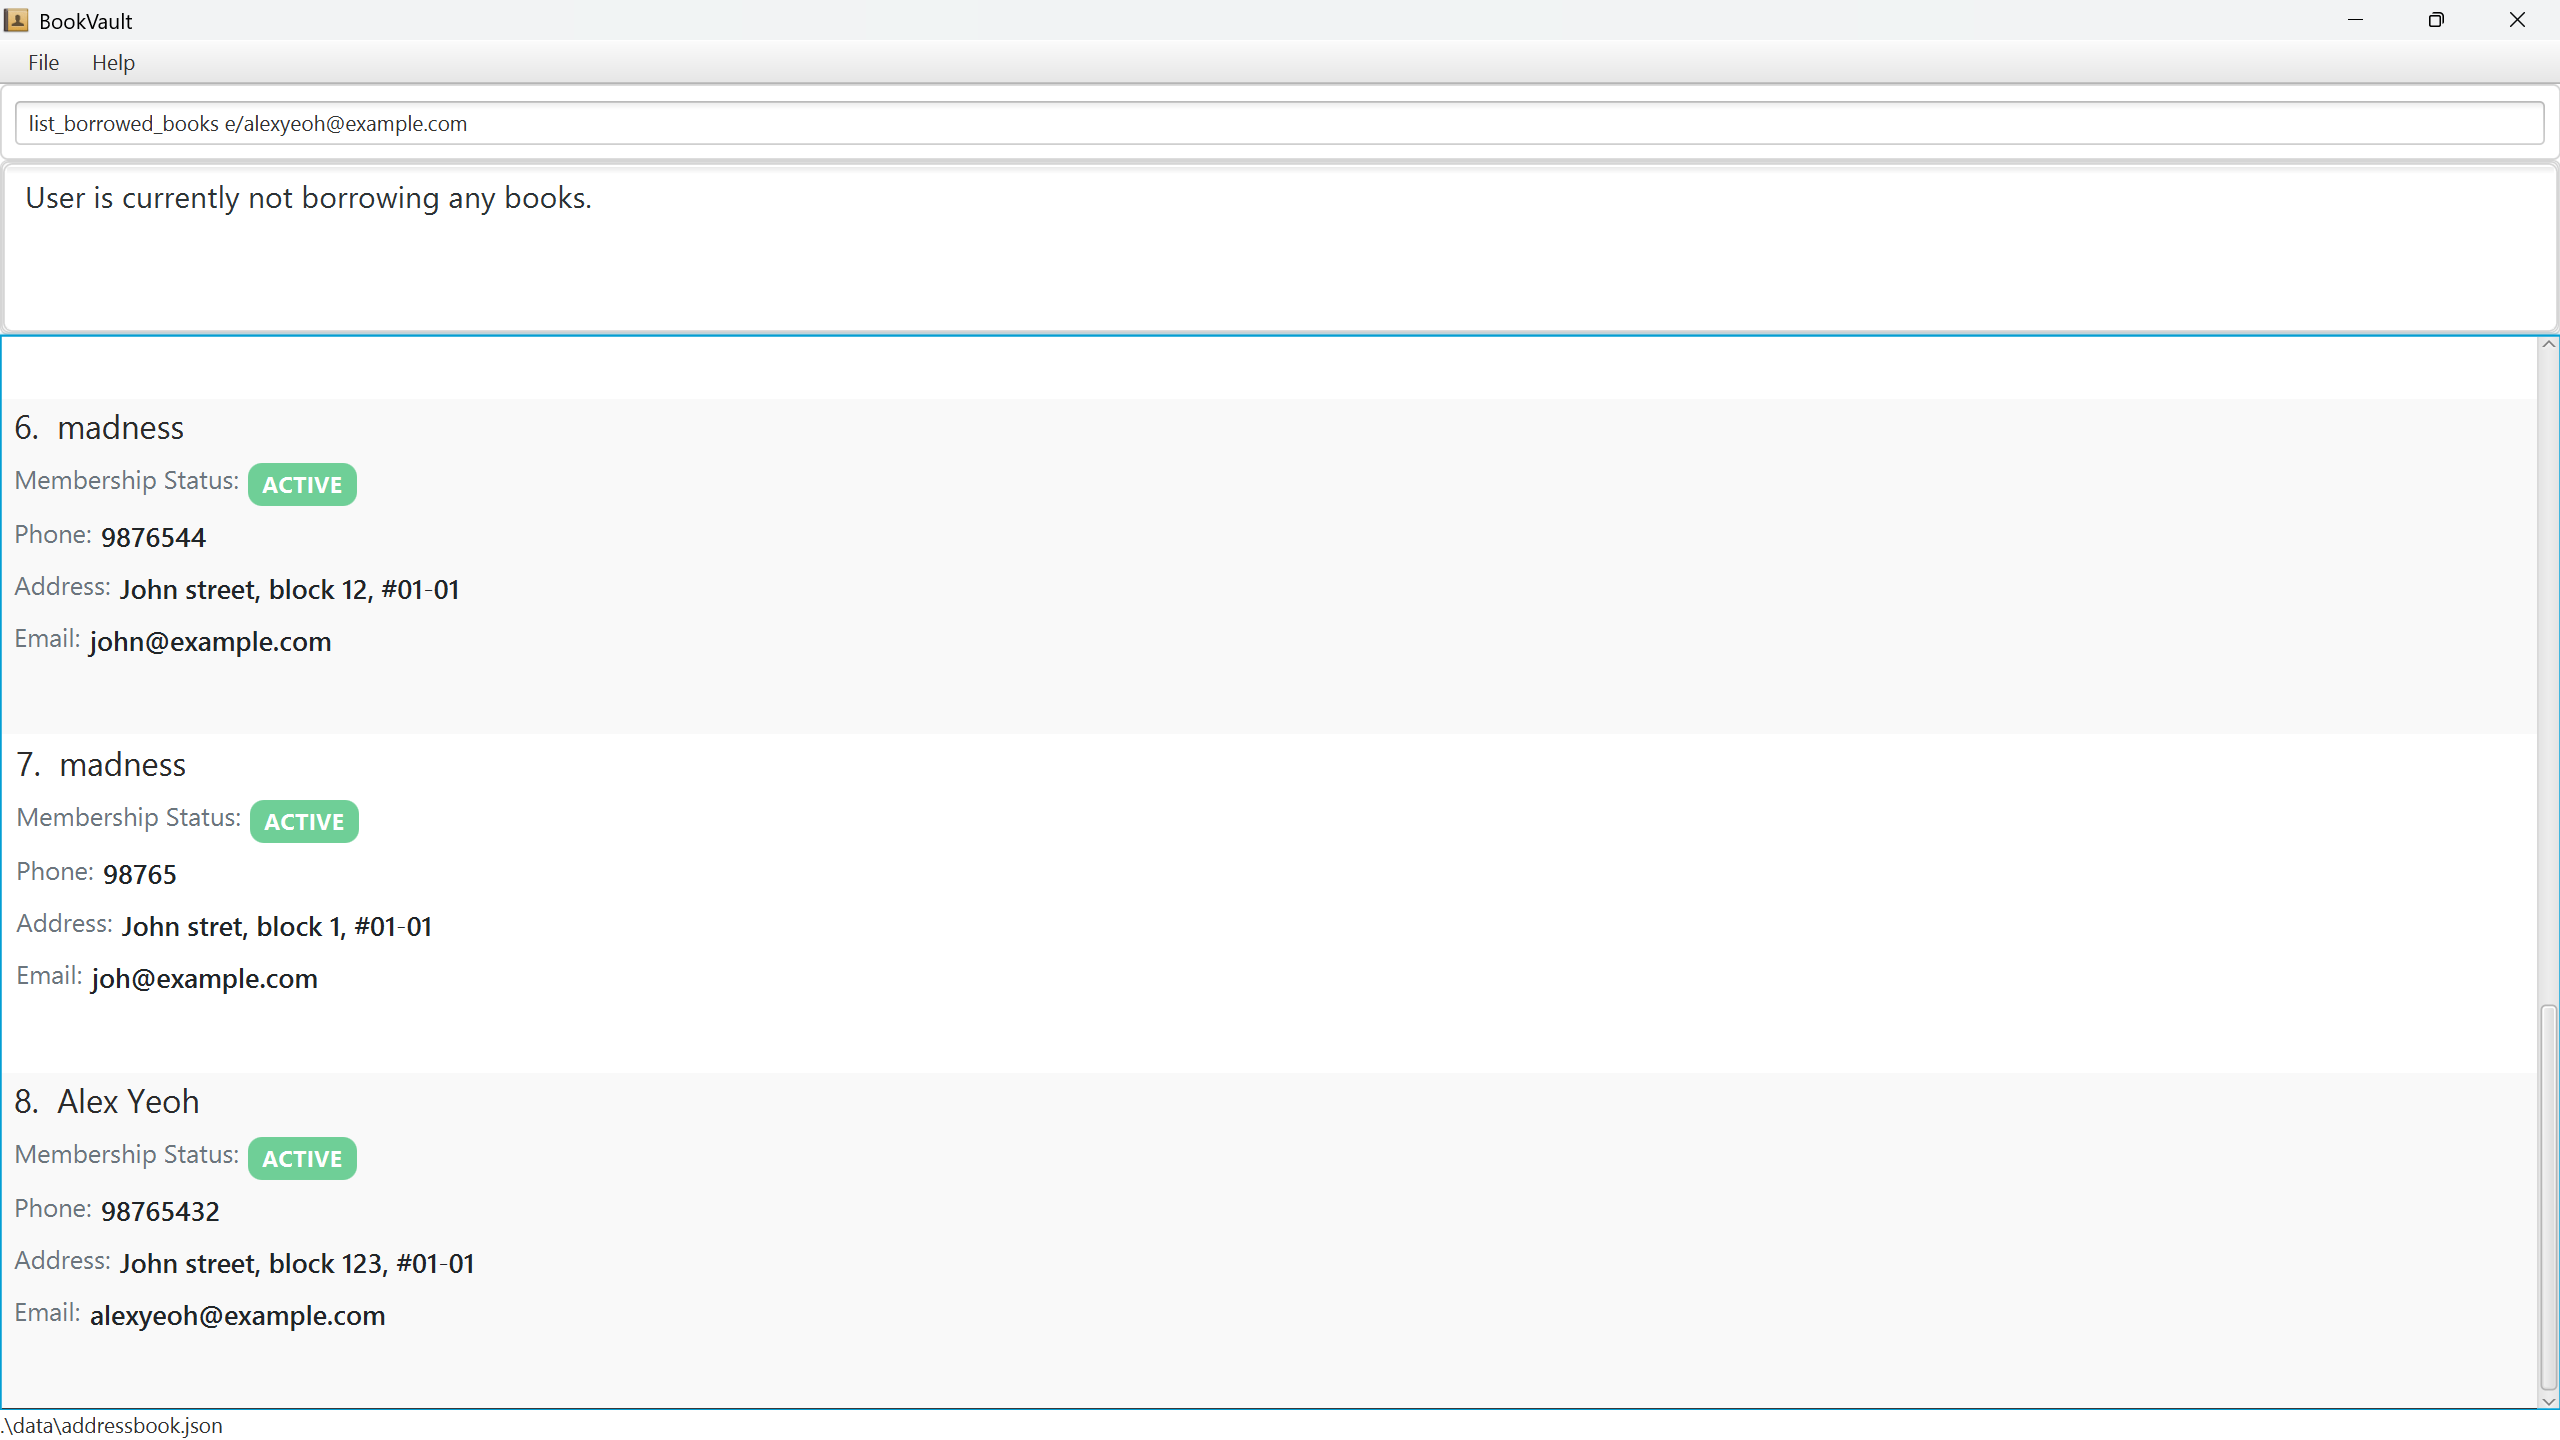 BookVault
File Help
list_borrowed_books e/alexyeoh@example.com
User is currently not borrowing any books.
6. madness
Membership Status: ACTIVE
Phone: 9876544
Address: John street, block 12, #01-01
Email: john@example.com
7. madness
Membership Status: ACTIVE
Phone: 98765
Address: John stret, block 1, #01-01
Email: joh@example.com
8. Alex Yeoh
Membership Status: ACTIVE
Phone: 98765432
Address: John street, block 123, #01-01
Email: alexyeoh@example.com
.\data\addressbook.json